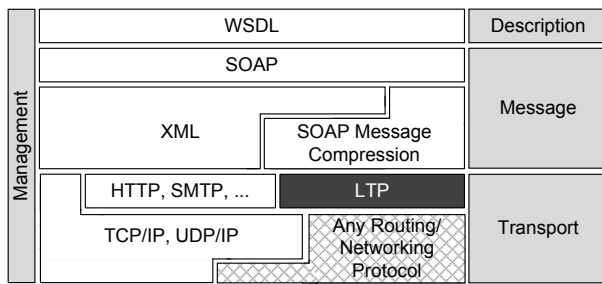 Management
WSDL
Description
SOAP
Message
XML
SOAP Message
Compression
HTTP, SMTP, ...
LTP
Transport
TCP/IP, UDP/IP
Any Routing/
Networking
Protocol